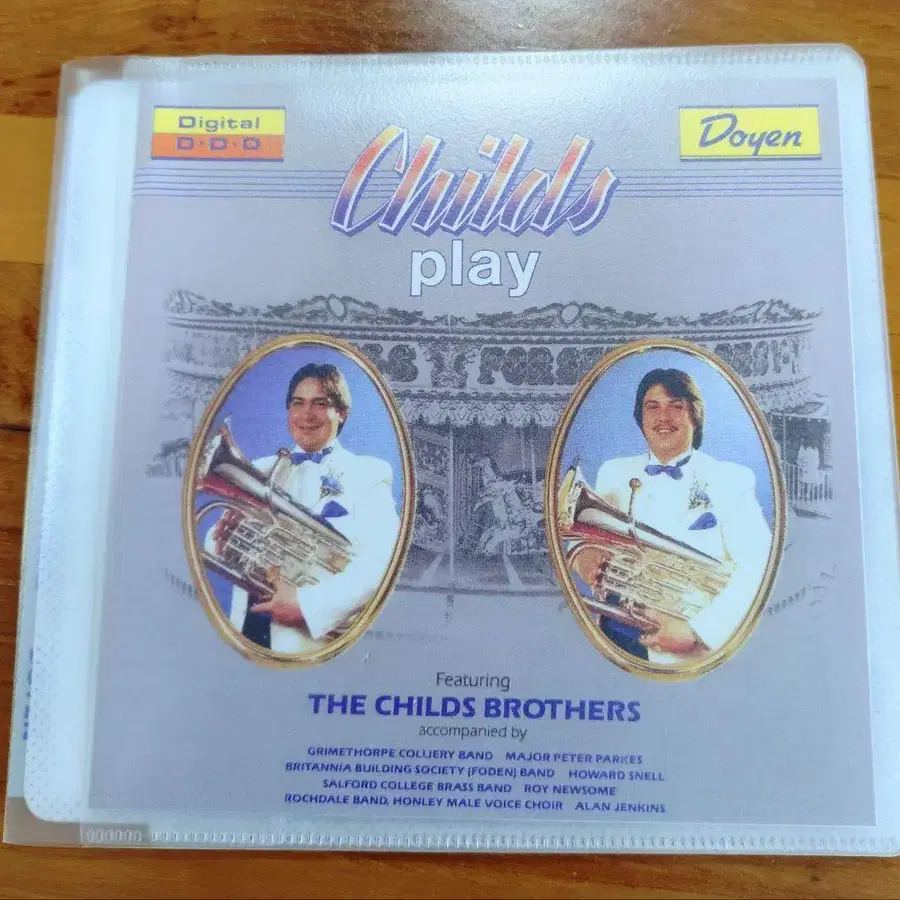 Digital
D·D·D
Doyen
Childs
play
Featuring
THE CHILDS BROTHERS
accompanied by
GRIMETHORPE COLLIERY BAND MAJOR PETER PARKES
BRITANNIA BUILDING SOCIETY (FODEN) BAND HOWARD SNELL
SALFORD COLLEGE BRASS BAND ROY NEWSOME
ROCHDALE BAND, HONLEY MALE VOICE CHOIR ALAN JENKINS